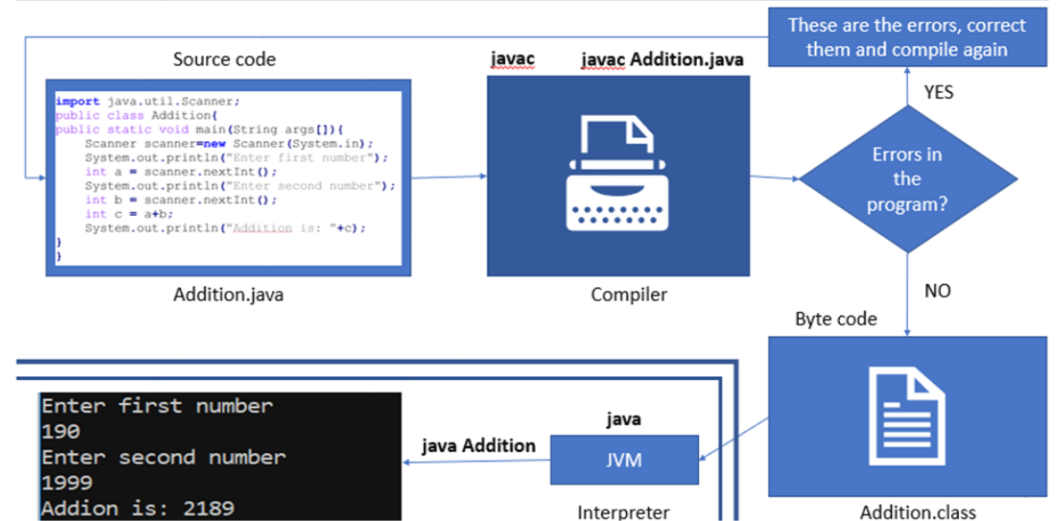 These are the errors, correct
them and compile again
Source code
javac
javac Addition.java
YES
import java.util.Scanner;
public class Addition{
public static void main(String args[]){
Scanner scanner=new Scanner(System.in);
System.out.println("Enter first number");
int a = scanner.nextInt();
System.out.println("Enter second number");
int b = scanner.nextInt();
int c = a+b;
System.out.println("Addition is: "+c);
}
}
Errors in
the
program?
Addition.java
Compiler
NO
Byte code
Enter first number
190
Enter second number
1999
Addion is: 2189
java Addition
java
JVM
Interpreter
Addition.class